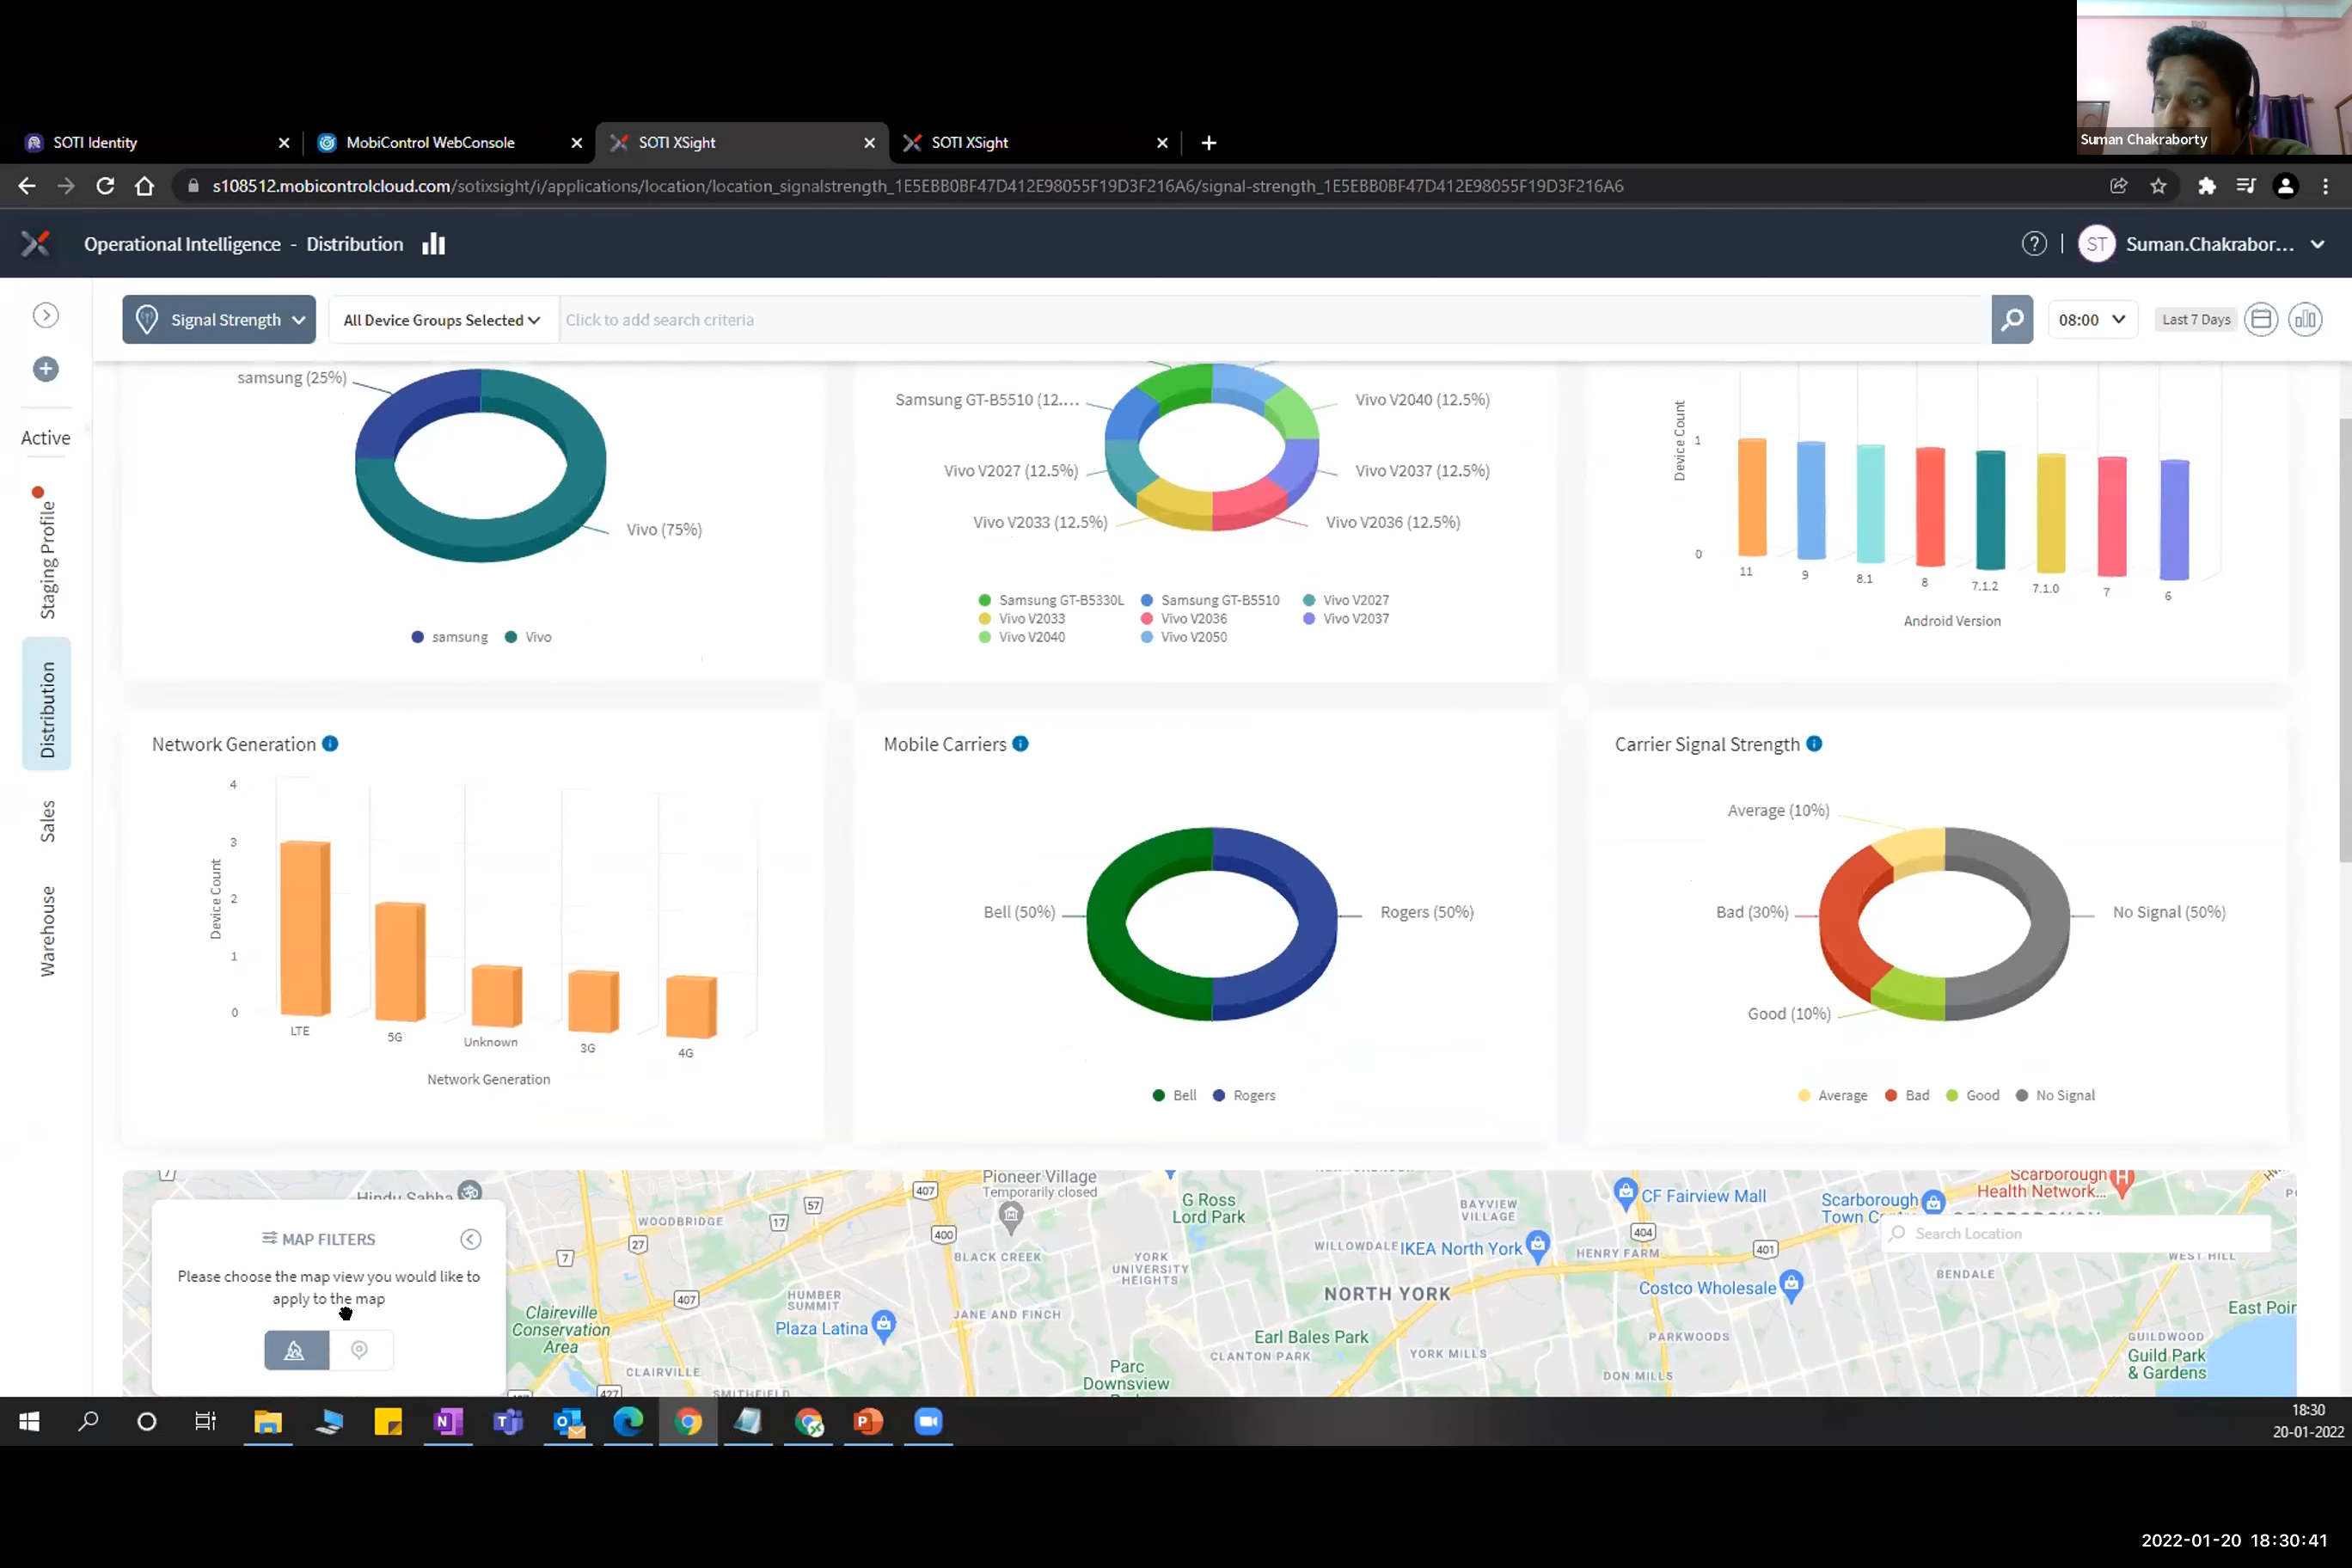 SOTI Identity
MobiControl WebConsole
SOTI XSight
SOTI XSight
Suman Chakraborty
s108512.mobicontrolcloud.com/sotixsight/i/applications/location/location_signalstrength_1E5EBB0BF47D412E98055F19D3F216A6/signal-strength_1E5EBB0BF47D412E98055F19D3F216A6
Operational Intelligence - Distribution
ST Suman.Chakrabor...
Signal Strength
All Device Groups Selected
Click to add search criteria
08:00
Last 7 Days
Active
Staging Profile
Distribution
Sales
Warehouse
samsung (25%)
Vivo (75%)
samsung Vivo
Samsung GT-B5510 (12....
Vivo V2040 (12.5%)
Vivo V2027 (12.5%)
Vivo V2037 (12.5%)
Vivo V2033 (12.5%)
Vivo V2036 (12.5%)
Samsung GT-B5330L Samsung GT-B5510 Vivo V2027
Vivo V2033 Vivo V2036 Vivo V2037
Vivo V2040 Vivo V2050
Device Count
1
0
11 9 8.1 8 7.1.2 7.1.0 7 6
Android Version
Network Generation
4
3
2
1
0
Device Count
LTE 5G Unknown 3G 4G
Network Generation
Mobile Carriers
Bell (50%)
Rogers (50%)
Bell Rogers
Carrier Signal Strength
Average (10%)
Bad (30%)
No Signal (50%)
Good (10%)
Average Bad Good No Signal
MAP FILTERS
Please choose the map view you would like to
apply to the map
Hindu Sabha
7
WOODBRIDGE
57
17
27
7
407
407
400
427
Pioneer Village
Temporarily closed
BLACK CREEK
G Ross
Lord Park
YORK
UNIVERSITY
HEIGHTS
HUMBER
SUMMIT
JANE AND FINCH
Claireville
Conservation
Area
Plaza Latina
CLAIRVILLE
SMITHFIELD
Parc
Downsview
WILLOWDALE
IKEA North York
BAYVIEW
VILLAGE
CF Fairview Mall
404
HENRY FARM
401
NORTH YORK
Earl Bales Park
CLANTON PARK
YORK MILLS
Costco Wholesale
PARKWOODS
DON MILLS
Scarborough
Health Network...
Scarborough
Search Location
WEST HILL
BENDALE
GUILDWOOD
Guild Park
& Gardens
18:30
20-01-2022
2022-01-20 18:30:41